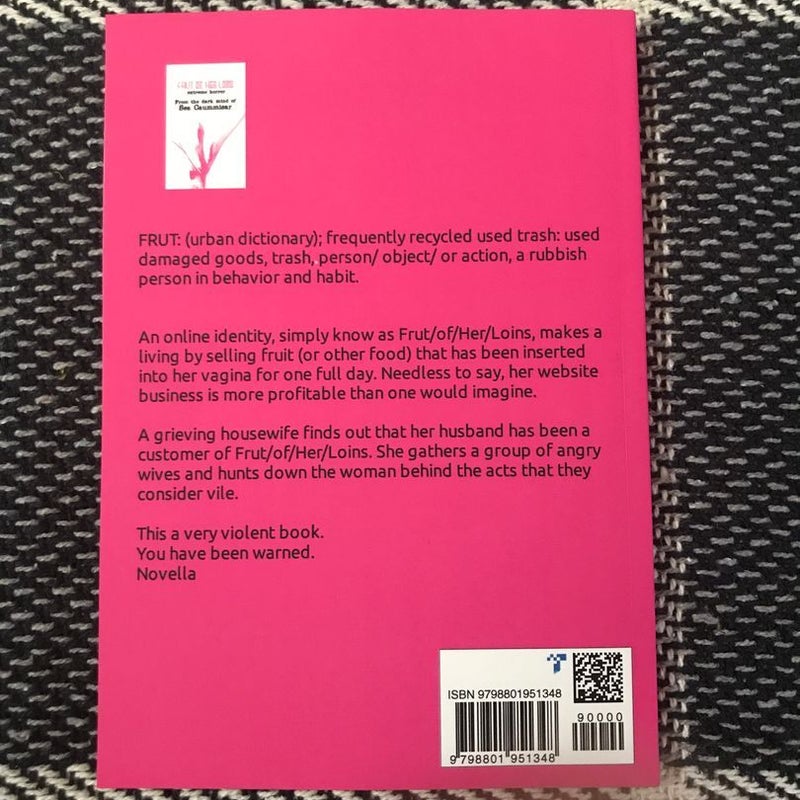 FRUT OF HER LOINS
extreme horror
From the dark mind of
Sea Caummisar
FRUT: (urban dictionary); frequently recycled used trash: used
damaged goods, trash, person/ object/ or action, a rubbish
person in behavior and habit.
An online identity, simply know as Frut/of/Her/Loins, makes a
living by selling fruit (or other food) that has been inserted
into her vagina for one full day. Needless to say, her website
business is more profitable than one would imagine.
A grieving housewife finds out that her husband has been a
customer of Frut/of/Her/Loins. She gathers a group of angry
wives and hunts down the woman behind the acts that they
consider vile.
This a very violent book.
You have been warned.
Novella
ISBN 9798801951348
90000
9 798801 951348